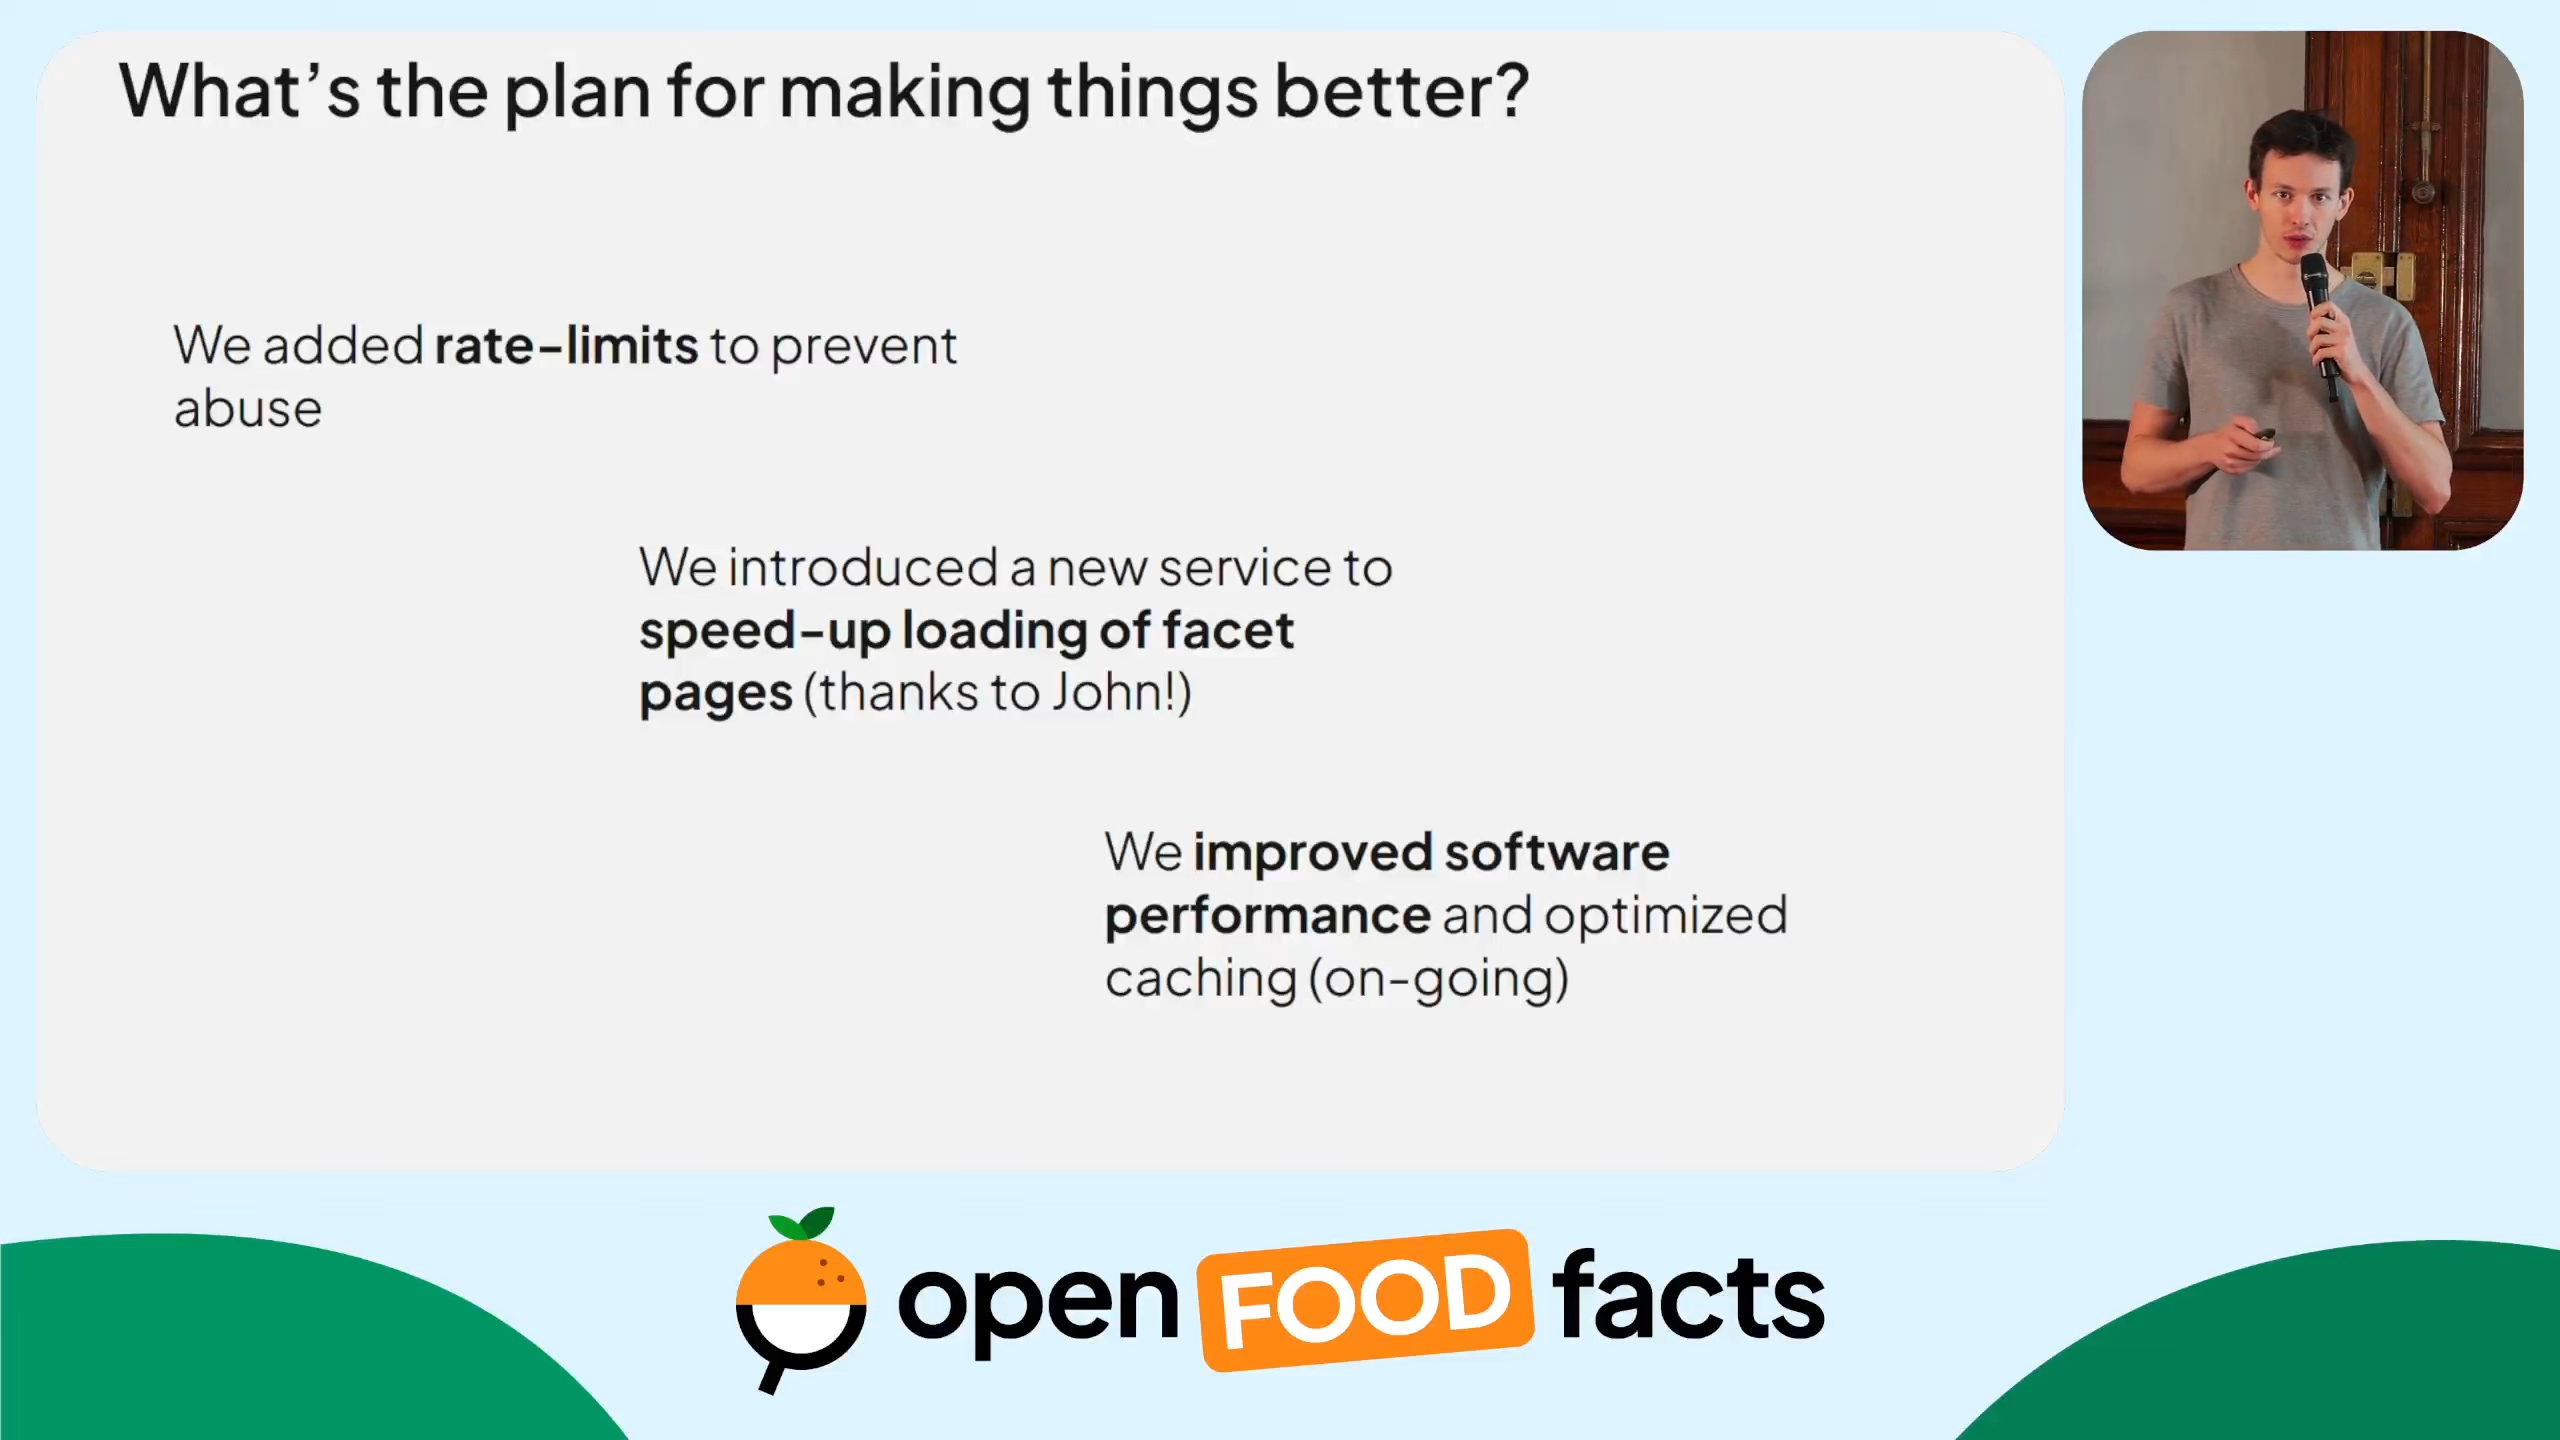 What's the plan for making things better?
We added rate-limits to prevent
abuse
We introduced a new service to
speed-up loading of facet
pages (thanks to John!)
We improved software
performance and optimized
caching (on-going)
open FOOD facts